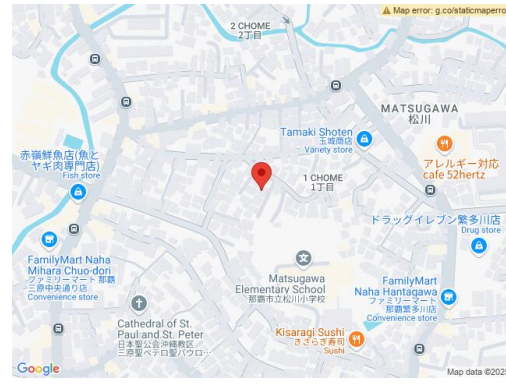 Map error: g.co/staticmaperro
2 CHOME
2丁目
MATSUGAWA
松川
Tamaki Shoten
玉城商店
Variety store
アレルギー対応
cafe 52hertz
赤嶺鮮魚店(魚と
ヤギ肉専門店)
Fish store
1 CHOME
1丁目
ドラッグイレブン繁多川店
Drug store
FamilyMart Naha
Mihara Chuo-dori
ファミリーマート 那覇
三原中央通り店
Convenience store
Matsugawa
Elementary School
那覇市立松川小学校
FamilyMart
Naha Hantagawa
ファミリーマート
那覇繁多川店
Convenience store
Cathedral of St.
Paul and St. Peter
日本聖公会沖縄教区
三原聖ペテロ聖パウロ…
Kisaragi Sushi
きさらぎ寿司
Sushi
Google
Map data ©2025